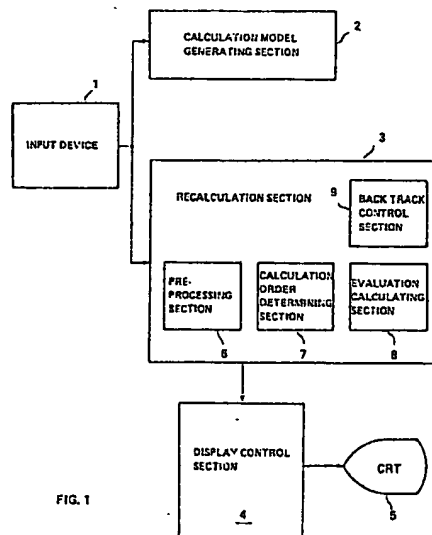 CALCULATION MODEL
GENERATING SECTION
2
1
INPUT DEVICE
3
RECALCULATION SECTION
9
BACK TRACK
CONTROL
SECTION
PRE-
PROCESSING
SECTION
CALCULATION
ORDER
DETERMINING
SECTION
EVALUATION
CALCULATING
SECTION
6
7
8
DISPLAY CONTROL
SECTION
4
CRT
5
FIG. 1